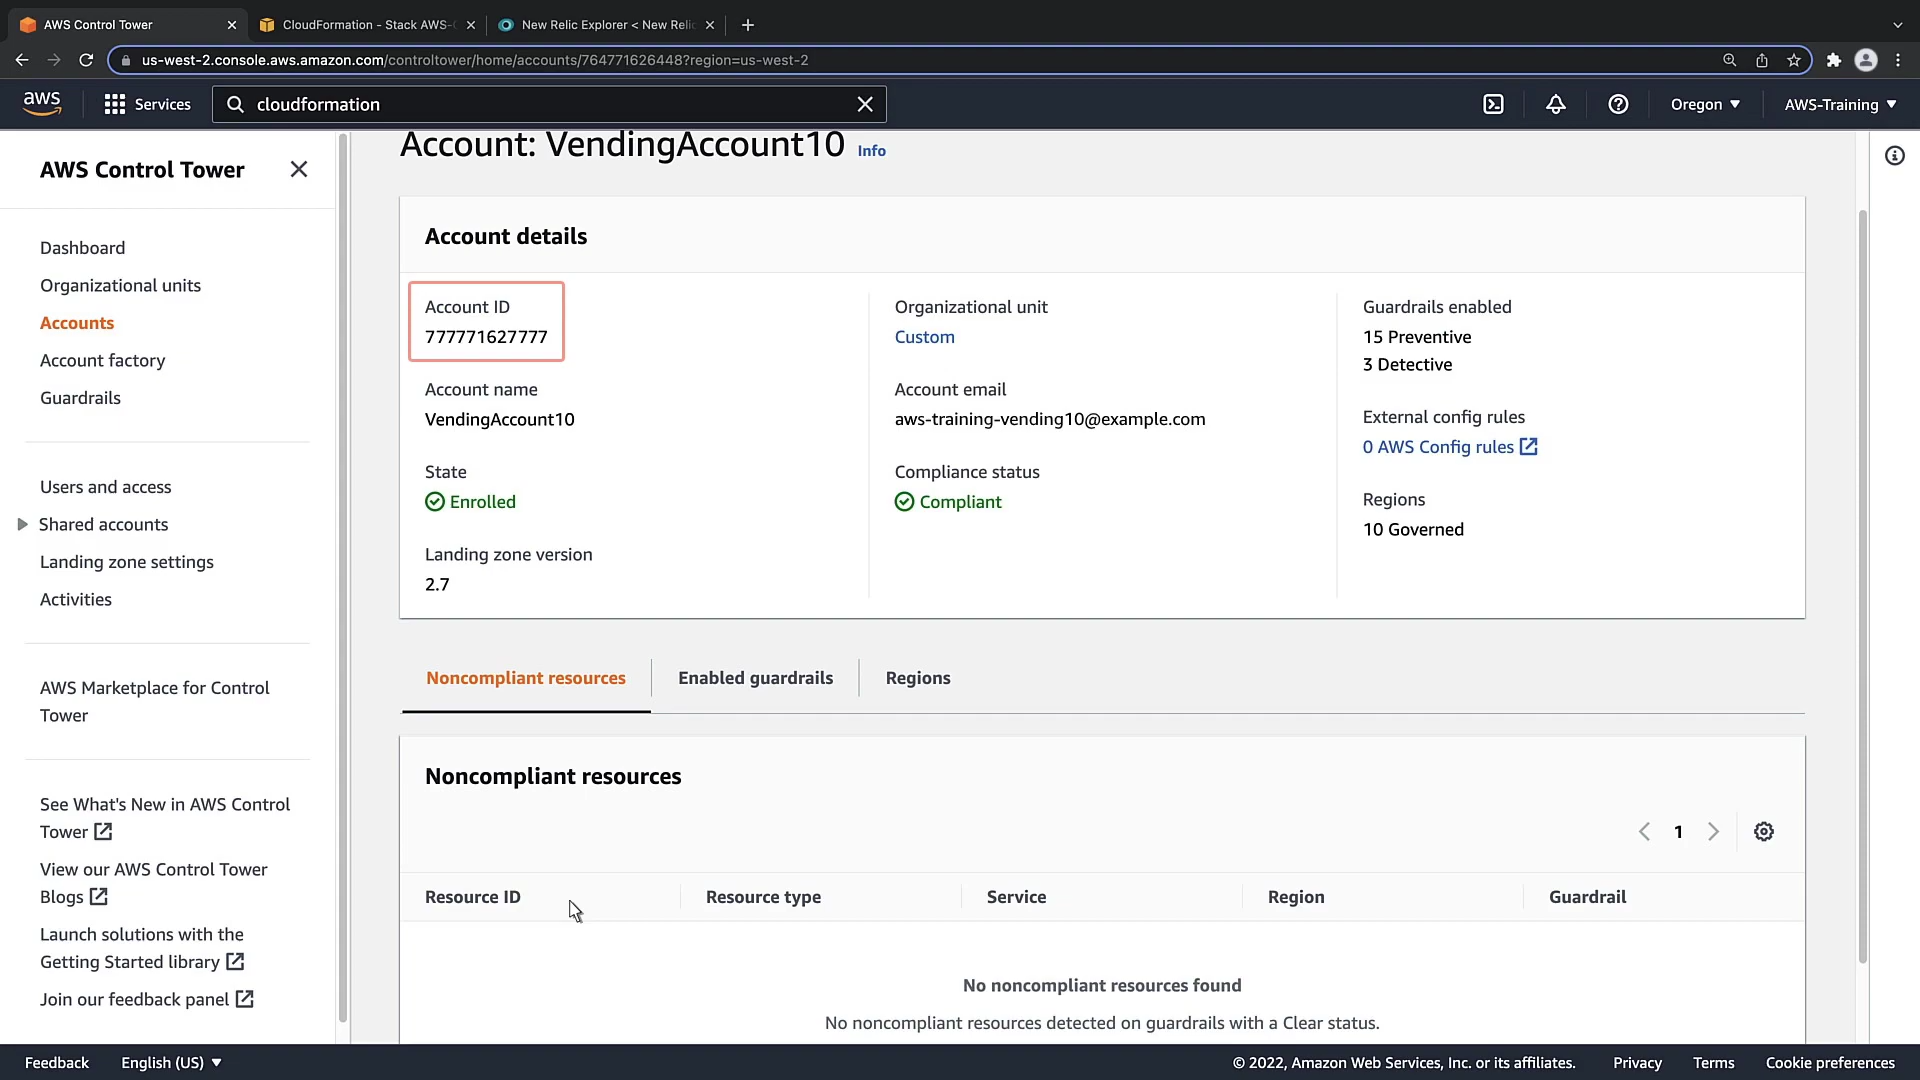 AWS Control Tower
CloudFormation - Stack AWS-
New Relic Explorer < New Reli
us-west-2.console.aws.amazon.com/controltower/home/accounts/764771626448?region=us-west-2
aws
Services
cloudformation
Oregon
AWS-Training
AWS Control Tower
Dashboard
Organizational units
Accounts
Account factory
Guardrails
Users and access
Shared accounts
Landing zone settings
Activities
AWS Marketplace for Control
Tower
See What's New in AWS Control
Tower
View our AWS Control Tower
Blogs
Launch solutions with the
Getting Started library
Join our feedback panel
Account: VendingAccount10 Info
Account details
Account ID
777771627777
Account name
VendingAccount10
State
Enrolled
Landing zone version
2.7
Organizational unit
Custom
Account email
aws-training-vending10@example.com
Compliance status
Compliant
Guardrails enabled
15 Preventive
3 Detective
External config rules
0 AWS Config rules
Regions
10 Governed
Noncompliant resources
Enabled guardrails
Regions
Noncompliant resources
1
Resource ID
Resource type
Service
Region
Guardrail
No noncompliant resources found
No noncompliant resources detected on guardrails with a Clear status.
Feedback
English (US)
© 2022, Amazon Web Services, Inc. or its affiliates.
Privacy
Terms
Cookie preferences